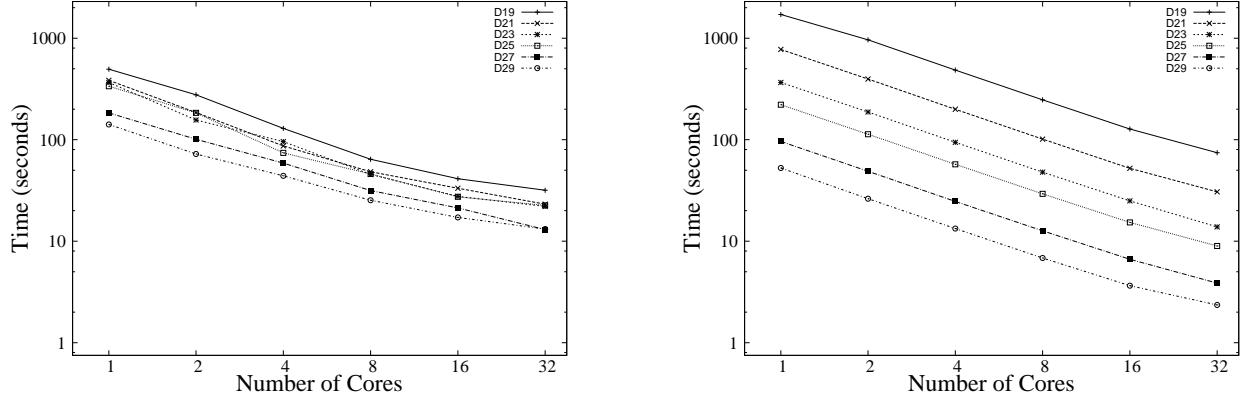 Time (seconds)
1000
100
10
1
1
2
4
8
16
32
Number of Cores
D19
D21
D23
D25
D27
D29
Time (seconds)
1000
100
10
1
1
2
4
8
16
32
Number of Cores
D19
D21
D23
D25
D27
D29